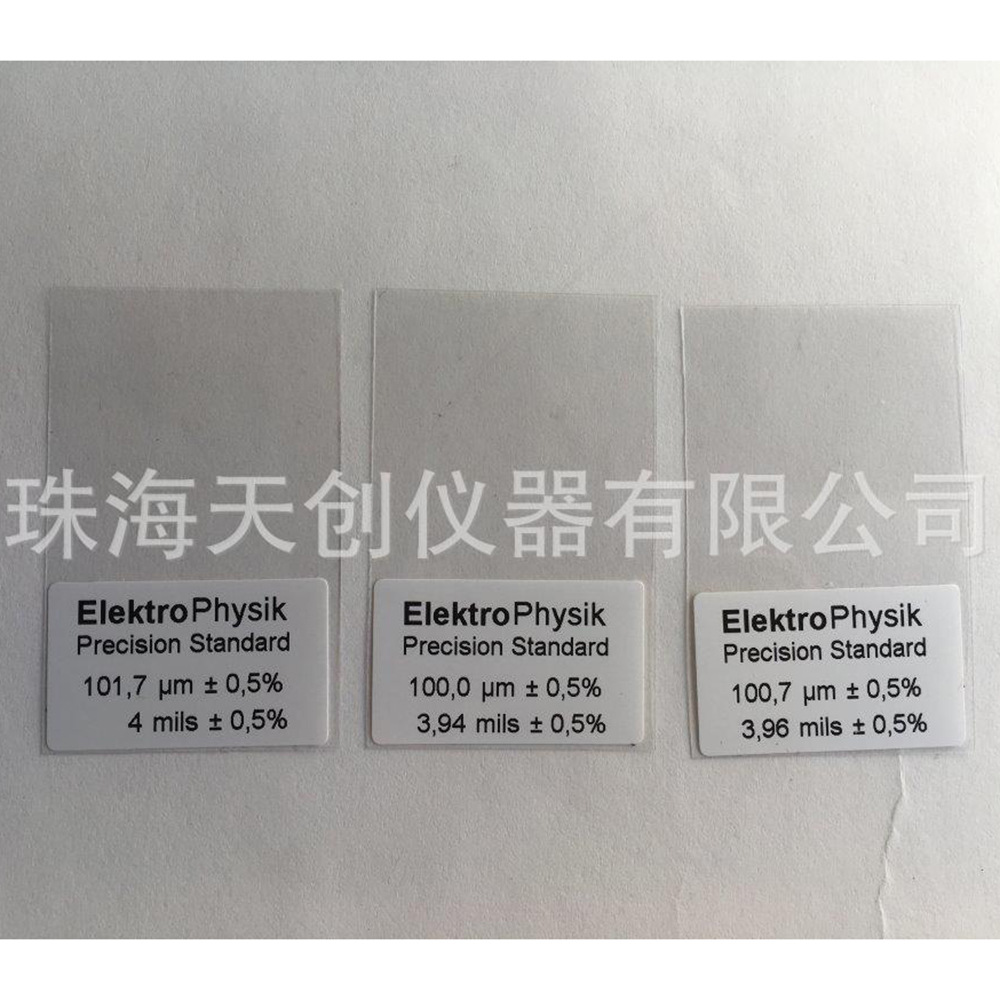 珠海天创仪器有限公司
ElektroPhysik
Precision Standard
101,7 µm ± 0,5%
4 mils ± 0,5%
ElektroPhysik
Precision Standard
100,0 µm ± 0,5%
3,94 mils ± 0,5%
ElektroPhysik
Precision Standard
100,7 µm ± 0,5%
3,96 mils ± 0,5%